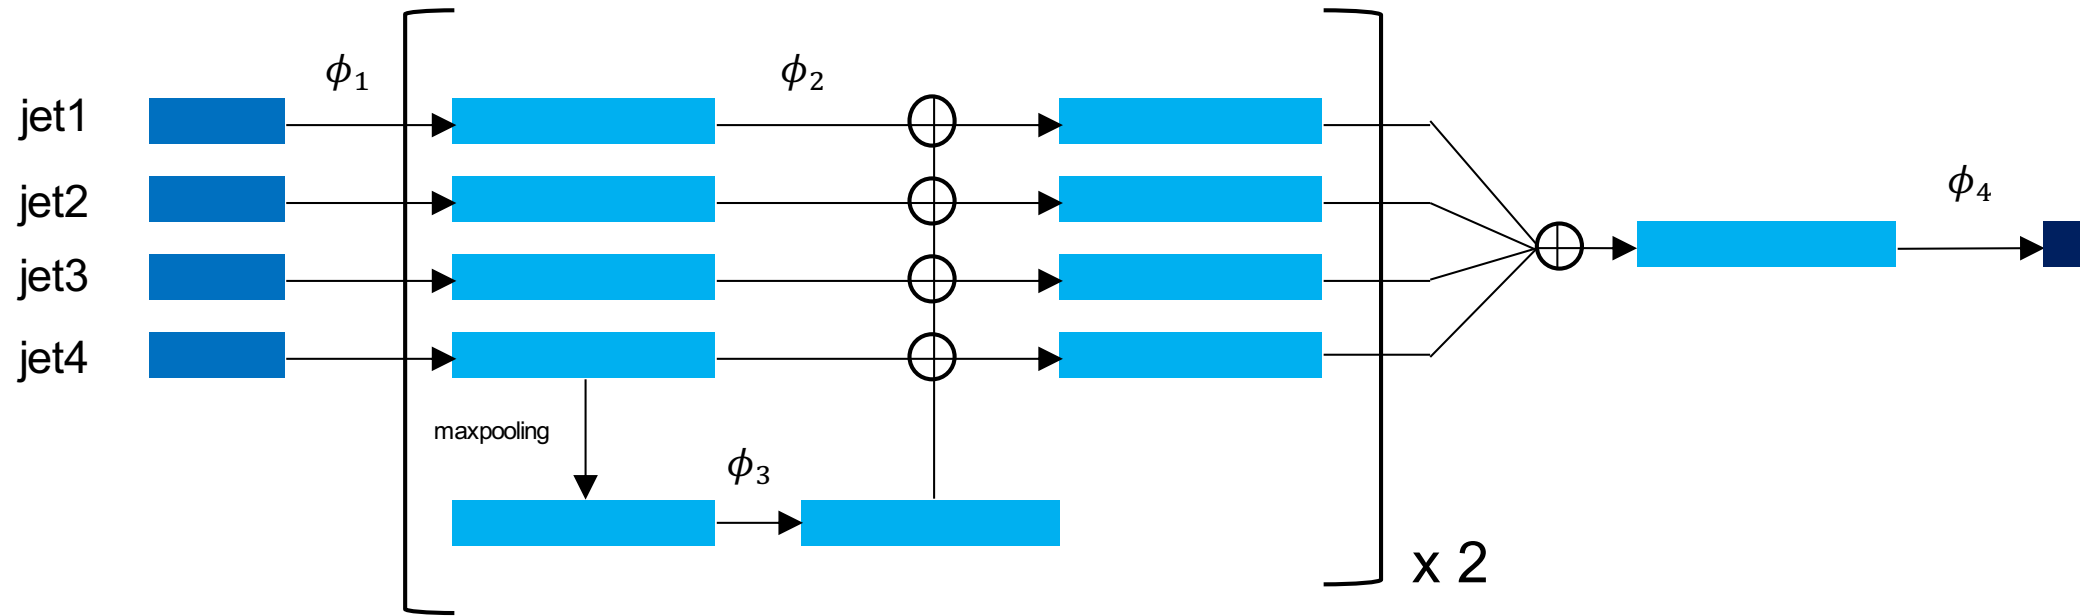 ϕ₁
ϕ₂
jet1
jet2
ϕ₄
jet3
jet4
maxpooling
ϕ₃
x 2